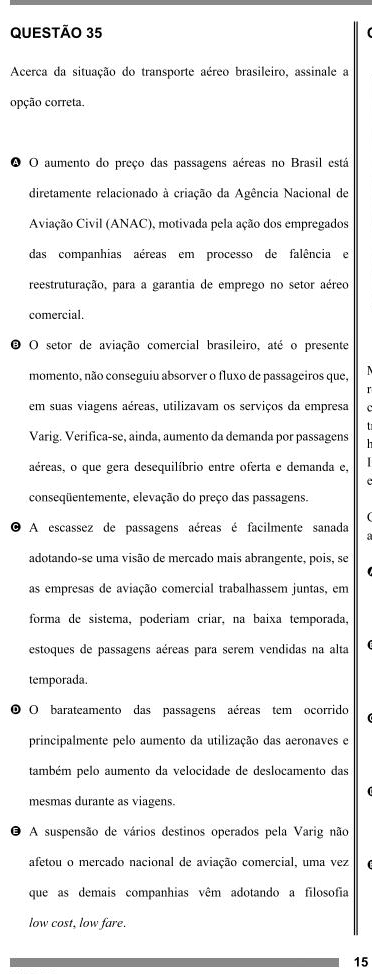 QUESTÃO 35
Acerca da situação do transporte aéreo brasileiro, assinale a
opção correta.
A O aumento do preço das passagens aéreas no Brasil está
diretamente relacionado à criação da Agência Nacional de
Aviação Civil (ANAC), motivada pela ação dos empregados
das companhias aéreas em processo de falência e
reestruturação, para a garantia de emprego no setor aéreo
comercial.
B O setor de aviação comercial brasileiro, até o presente
momento, não conseguiu absorver o fluxo de passageiros que,
em suas viagens aéreas, utilizavam os serviços da empresa
Varig. Verifica-se, ainda, aumento da demanda por passagens
aéreas, o que gera desequilíbrio entre oferta e demanda e,
conseqüentemente, elevação do preço das passagens.
C A escassez de passagens aéreas é facilmente sanada
adotando-se uma visão de mercado mais abrangente, pois, se
as empresas de aviação comercial trabalhassem juntas, em
forma de sistema, poderiam criar, na baixa temporada,
estoques de passagens aéreas para serem vendidas na alta
temporada.
D O barateamento das passagens aéreas tem ocorrido
principalmente pelo aumento da utilização das aeronaves e
também pelo aumento da velocidade de deslocamento das
mesmas durante as viagens.
E A suspensão de vários destinos operados pela Varig não
afetou o mercado nacional de aviação comercial, uma vez
que as demais companhias vêm adotando a filosofia
low cost, low fare.
15